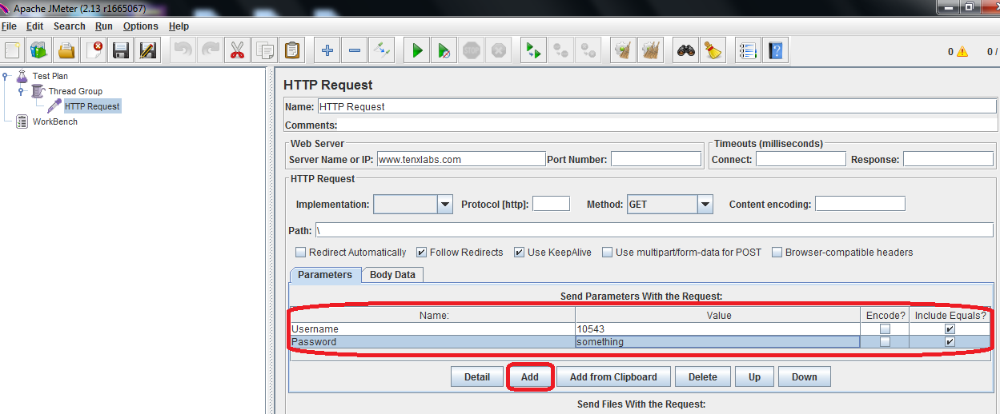 Apache JMeter (2.13 r1665067)
File Edit Search Run Options Help
STOP
0 0 /
Test Plan
Thread Group
HTTP Request
WorkBench
HTTP Request
Name: HTTP Request
Comments:
Web Server
Server Name or IP: www.tenxlabs.com Port Number:
Timeouts (milliseconds)
Connect: Response:
HTTP Request
Implementation: Protocol [http]: Method: GET Content encoding:
Path: \
Redirect Automatically Follow Redirects Use KeepAlive Use multipart/form-data for POST Browser-compatible headers
Parameters Body Data
Send Parameters With the Request:
Name: Value Encode? Include Equals?
Username 10543
Password something
Detail Add Add from Clipboard Delete Up Down
Send Files With the Request: